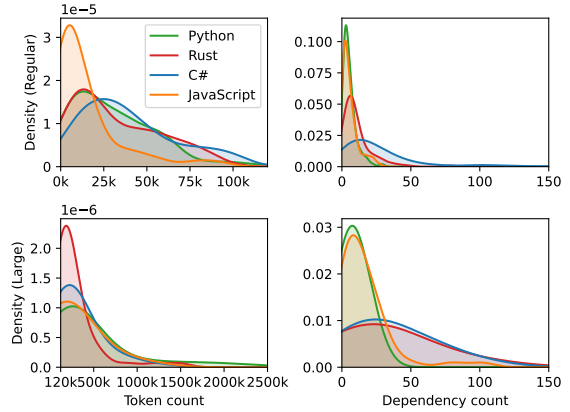 1e−5
Density (Regular)
3
2
1
0
0k 25k 50k 75k 100k
Python
Rust
C#
JavaScript
0.100
0.075
0.050
0.025
0.000
0 50 100 150
1e−6
Density (Large)
2.0
1.5
1.0
0.5
0.0
120k 500k 1000k 1500k 2000k 2500k
Token count
0.03
0.02
0.01
0.00
0 50 100 150
Dependency count